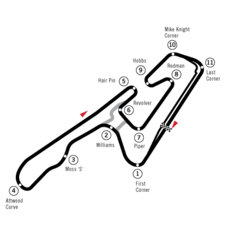 Mike Knight
Corner
10
Hobbs
Redman
11
9
8
Last
Corner
Hair Pin
5
Revolver
6
2
7
Williams
Piper
3
Moss 'S'
1
First
Corner
4
Attwood
Curve